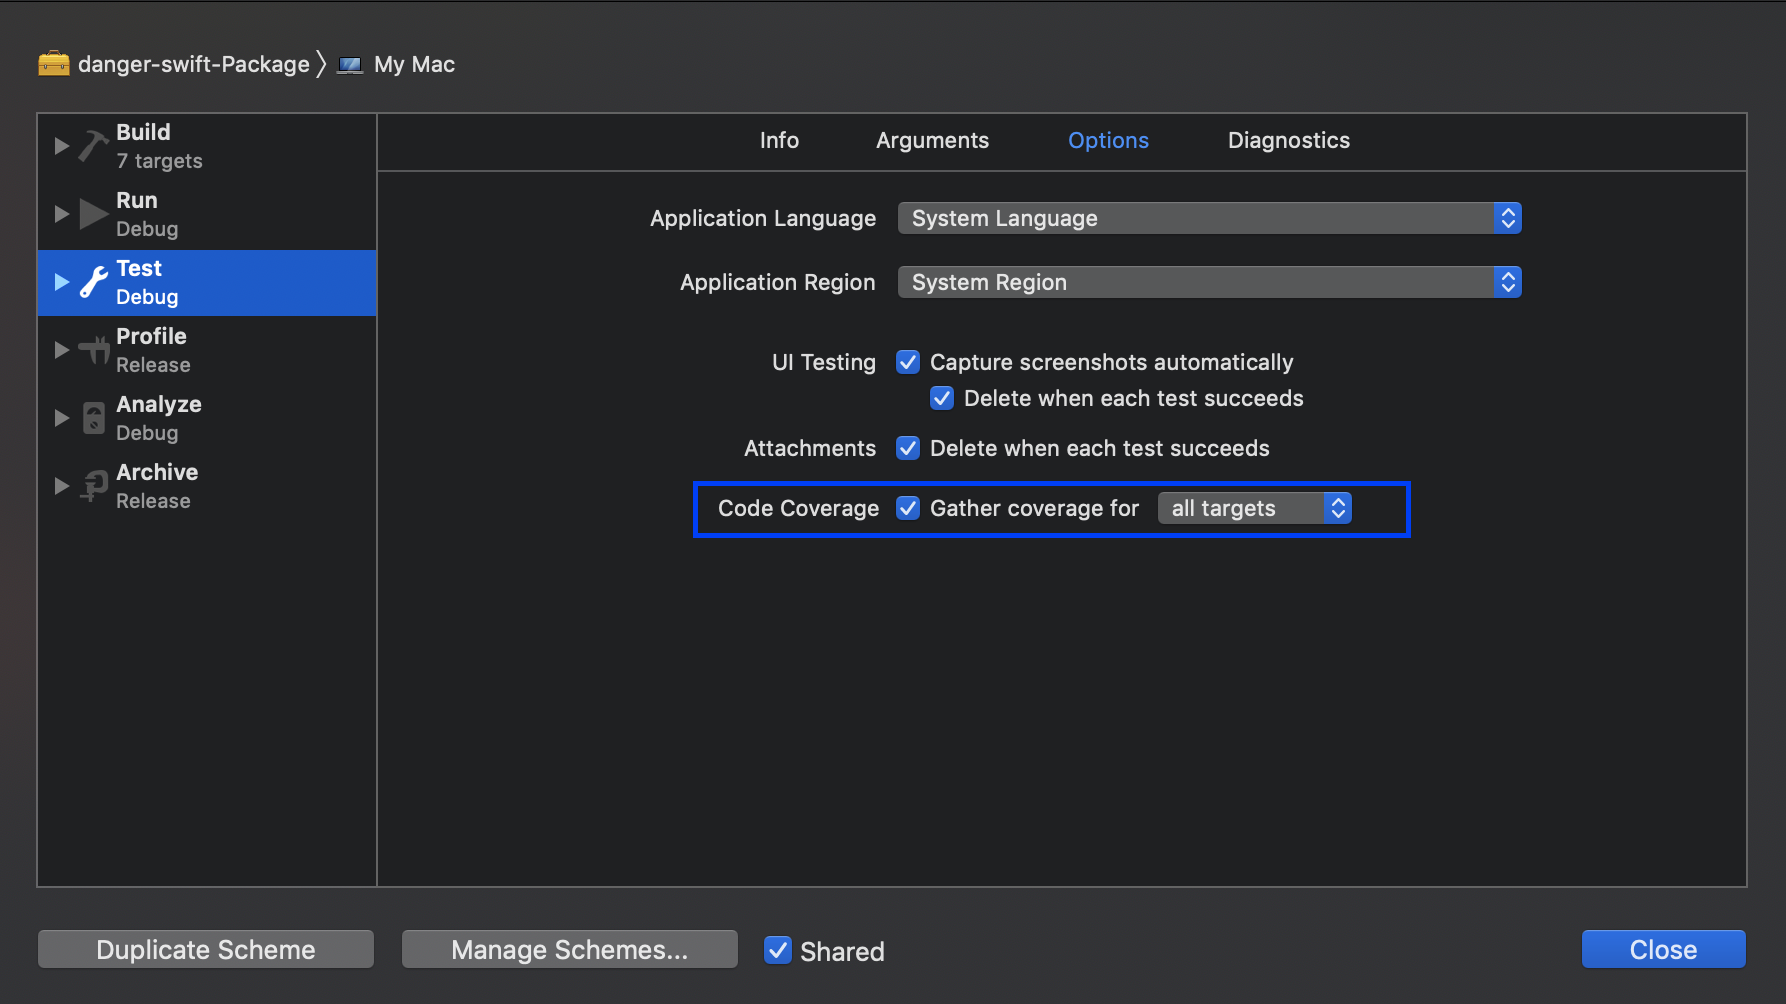 danger-swift-Package 〉 My Mac
Build
7 targets
Run
Debug
Test
Debug
Profile
Release
Analyze
Debug
Archive
Release
Info Arguments Options Diagnostics
Application Language System Language
Application Region System Region
UI Testing Capture screenshots automatically
Delete when each test succeeds
Attachments Delete when each test succeeds
Code Coverage Gather coverage for all targets
Duplicate Scheme Manage Schemes... Shared Close